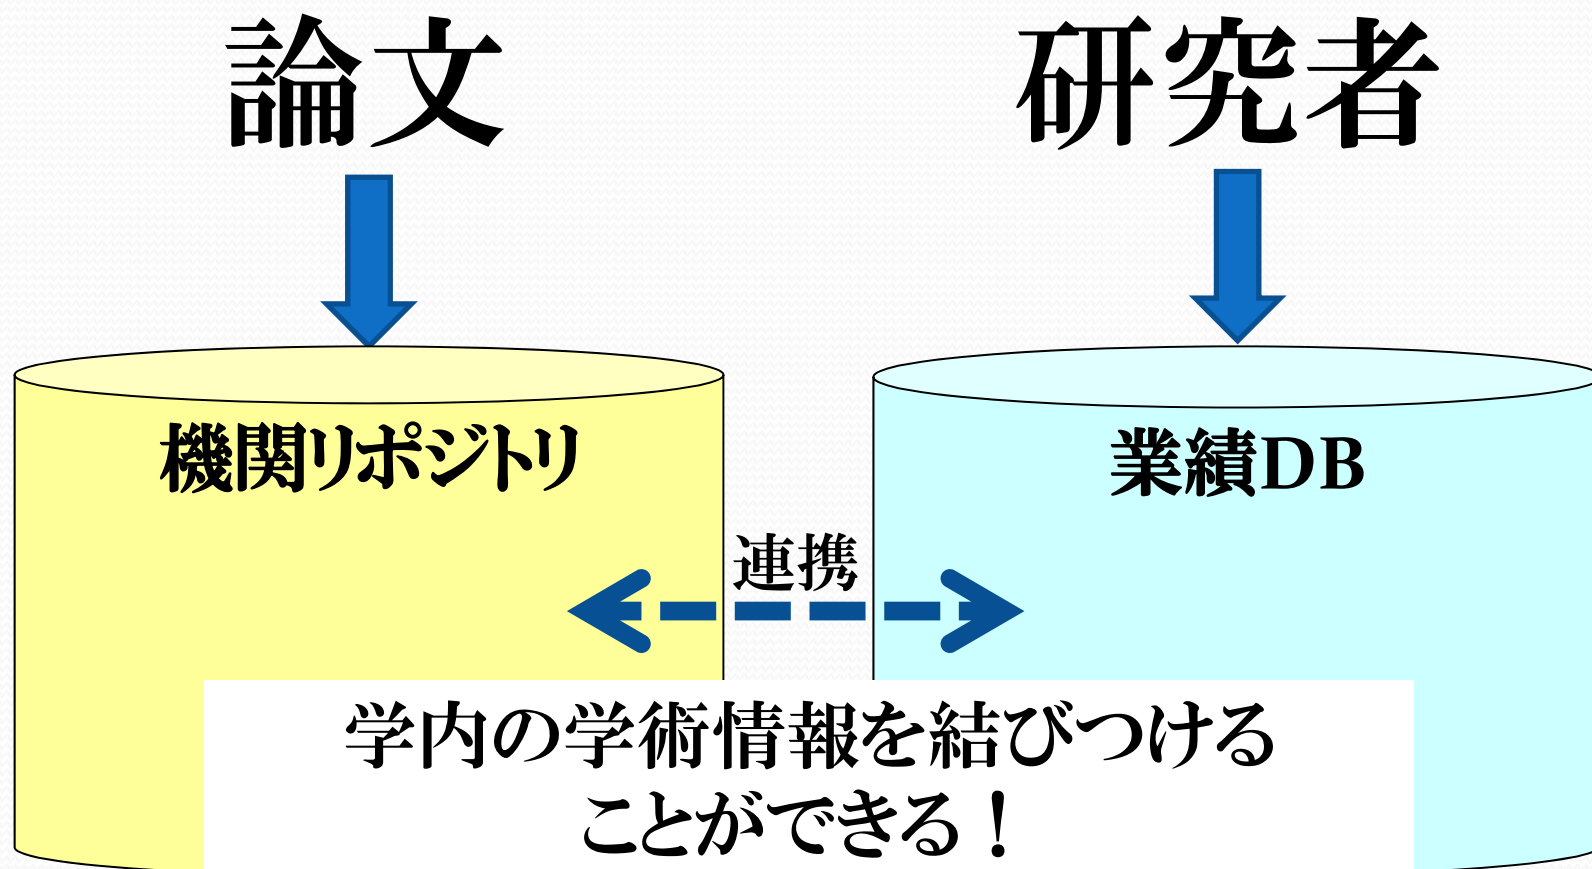 論文
研究者
機関リポジトリ
業績DB
連携
学内の学術情報を結びつける
ことができる！